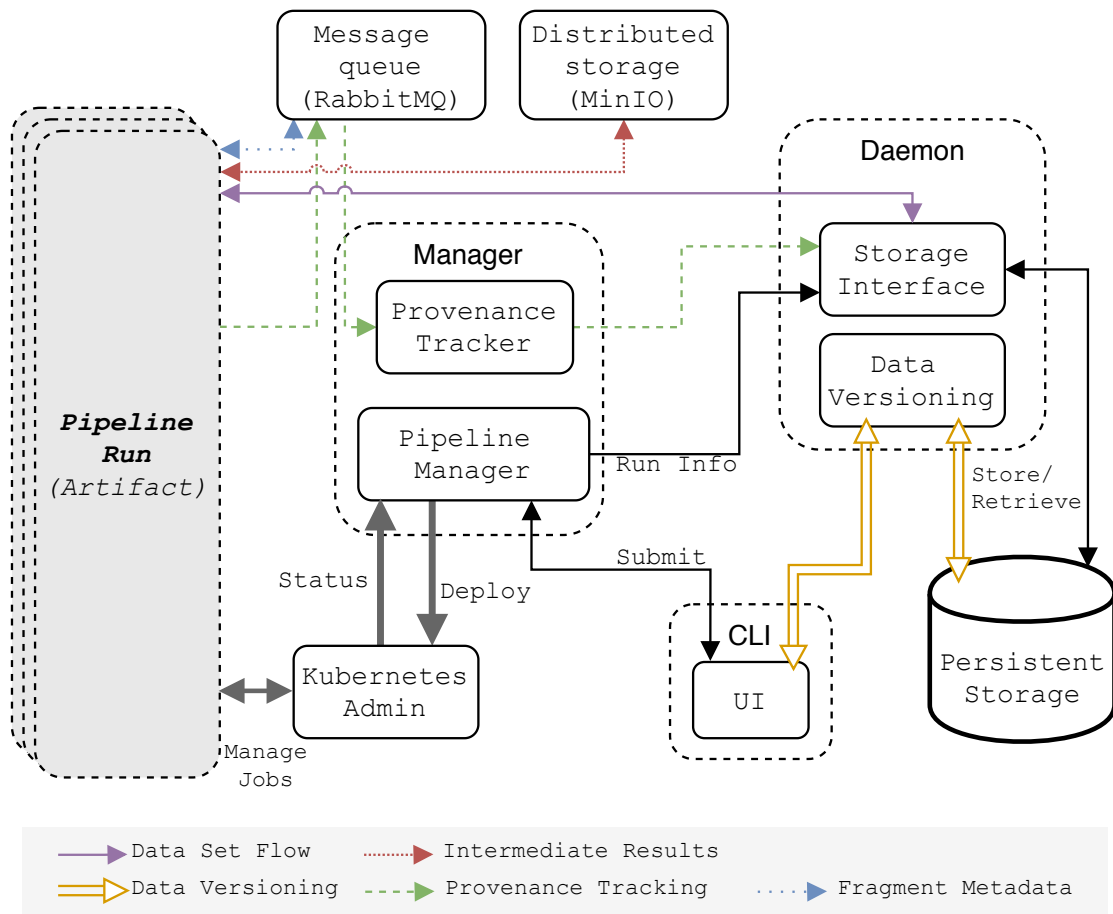 Message
queue
(RabbitMQ)
Distributed
storage
(MinIO)
Daemon
Storage
Interface
Manager
Provenance
Tracker
Data
Versioning
Pipeline
Run
(Artifact)
Pipeline
Manager
Run Info
Store/
Retrieve
Submit
Status
Deploy
CLI
UI
Kubernetes
Admin
Persistent
Storage
Manage
Jobs
Data Set Flow
Intermediate Results
Data Versioning
Provenance Tracking
Fragment Metadata